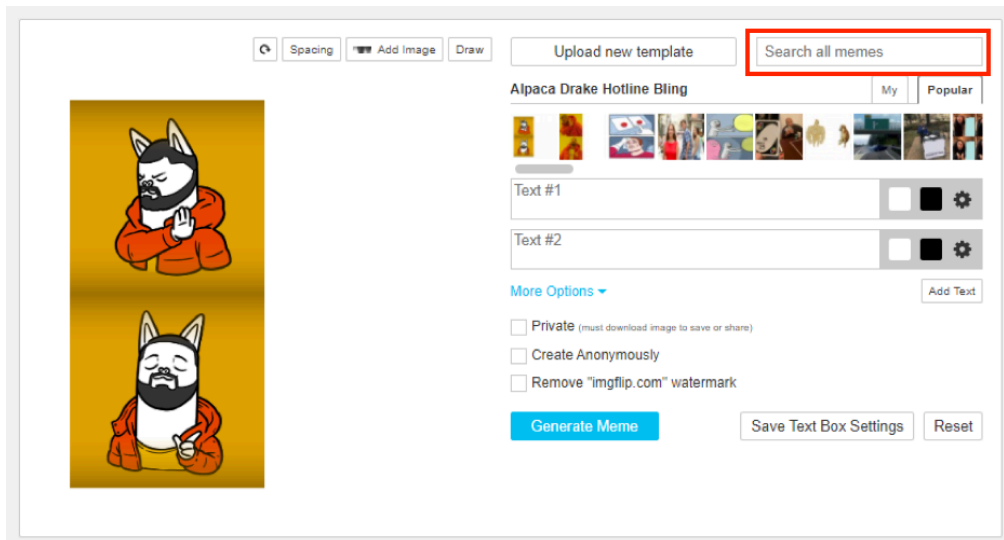 Spacing Add Image Draw Upload new template Search all memes
Alpaca Drake Hotline Bling My Popular
Text #1
Text #2
More Options Add Text
Private (must download image to save or share)
Create Anonymously
Remove "imgflip.com" watermark
Generate Meme Save Text Box Settings Reset